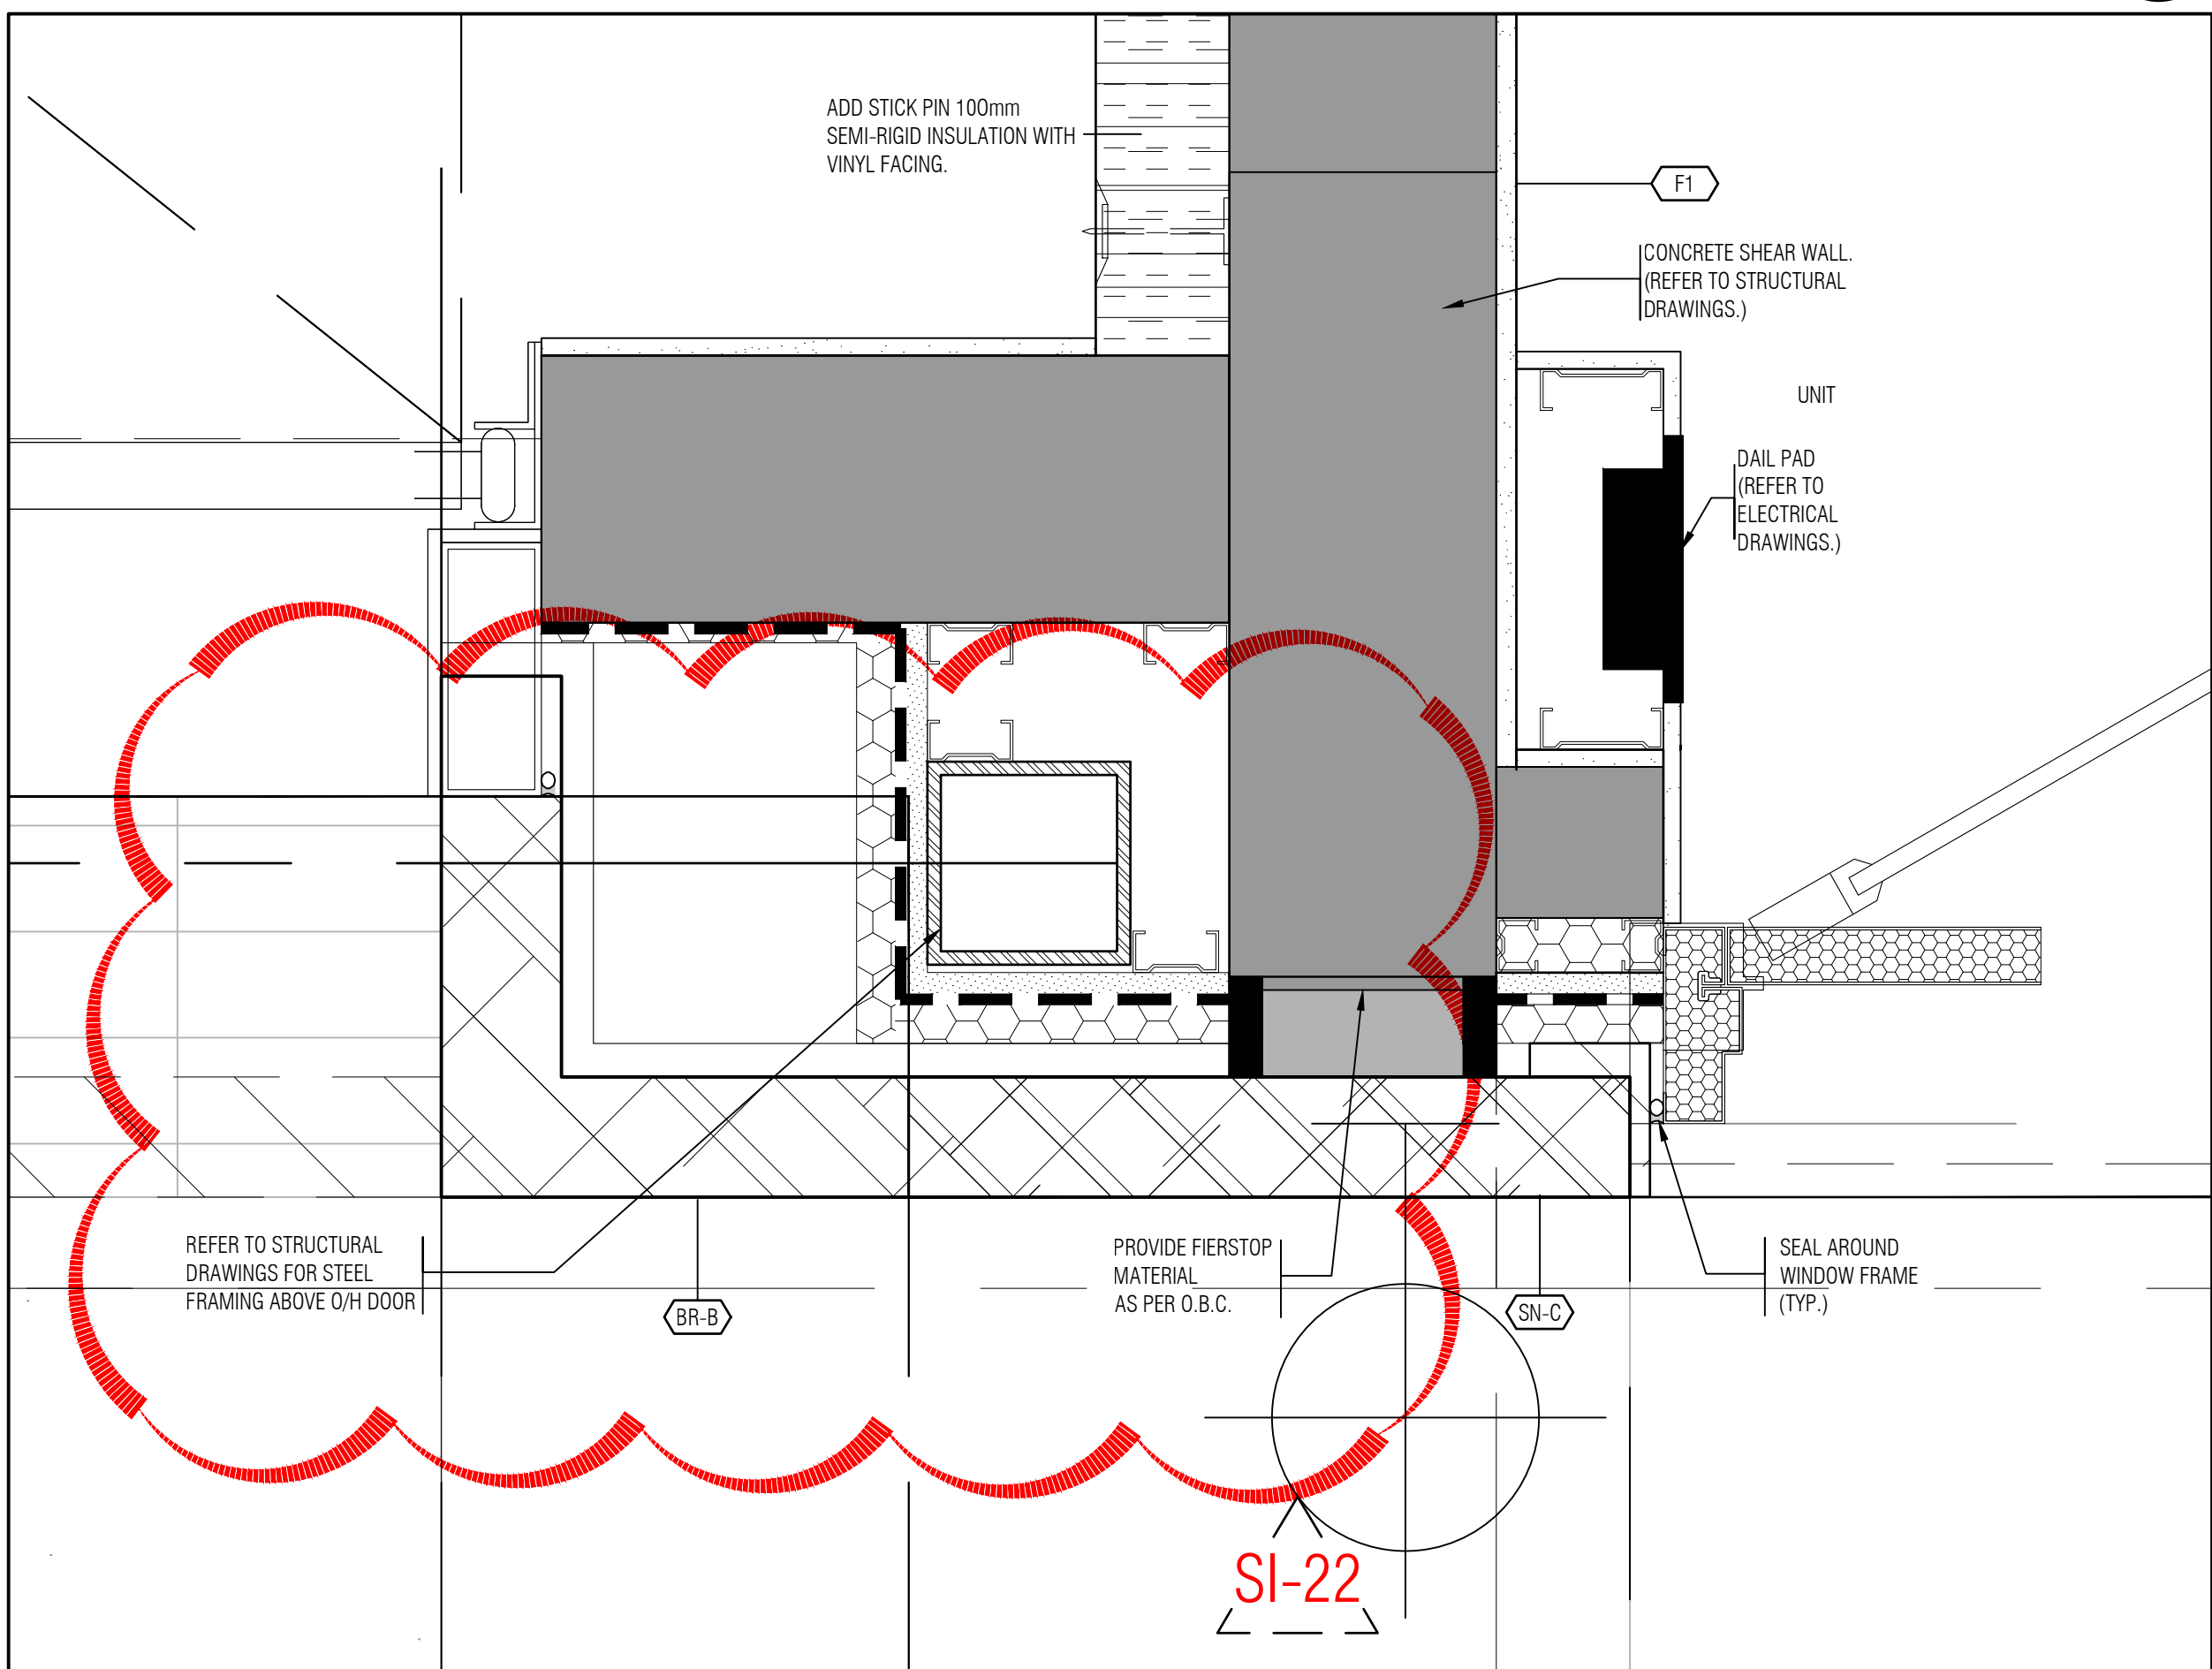 ADD STICK PIN 100mm
SEMI-RIGID INSULATION WITH
VINYL FACING.
F1
CONCRETE SHEAR WALL.
(REFER TO STRUCTURAL
DRAWINGS.)
UNIT
DAIL PAD
(REFER TO
ELECTRICAL
DRAWINGS.)
REFER TO STRUCTURAL
DRAWINGS FOR STEEL
FRAMING ABOVE O/H DOOR
BR-B
PROVIDE FIERSTOP
MATERIAL
AS PER O.B.C.
SN-C
SEAL AROUND
WINDOW FRAME
(TYP.)
SI-22